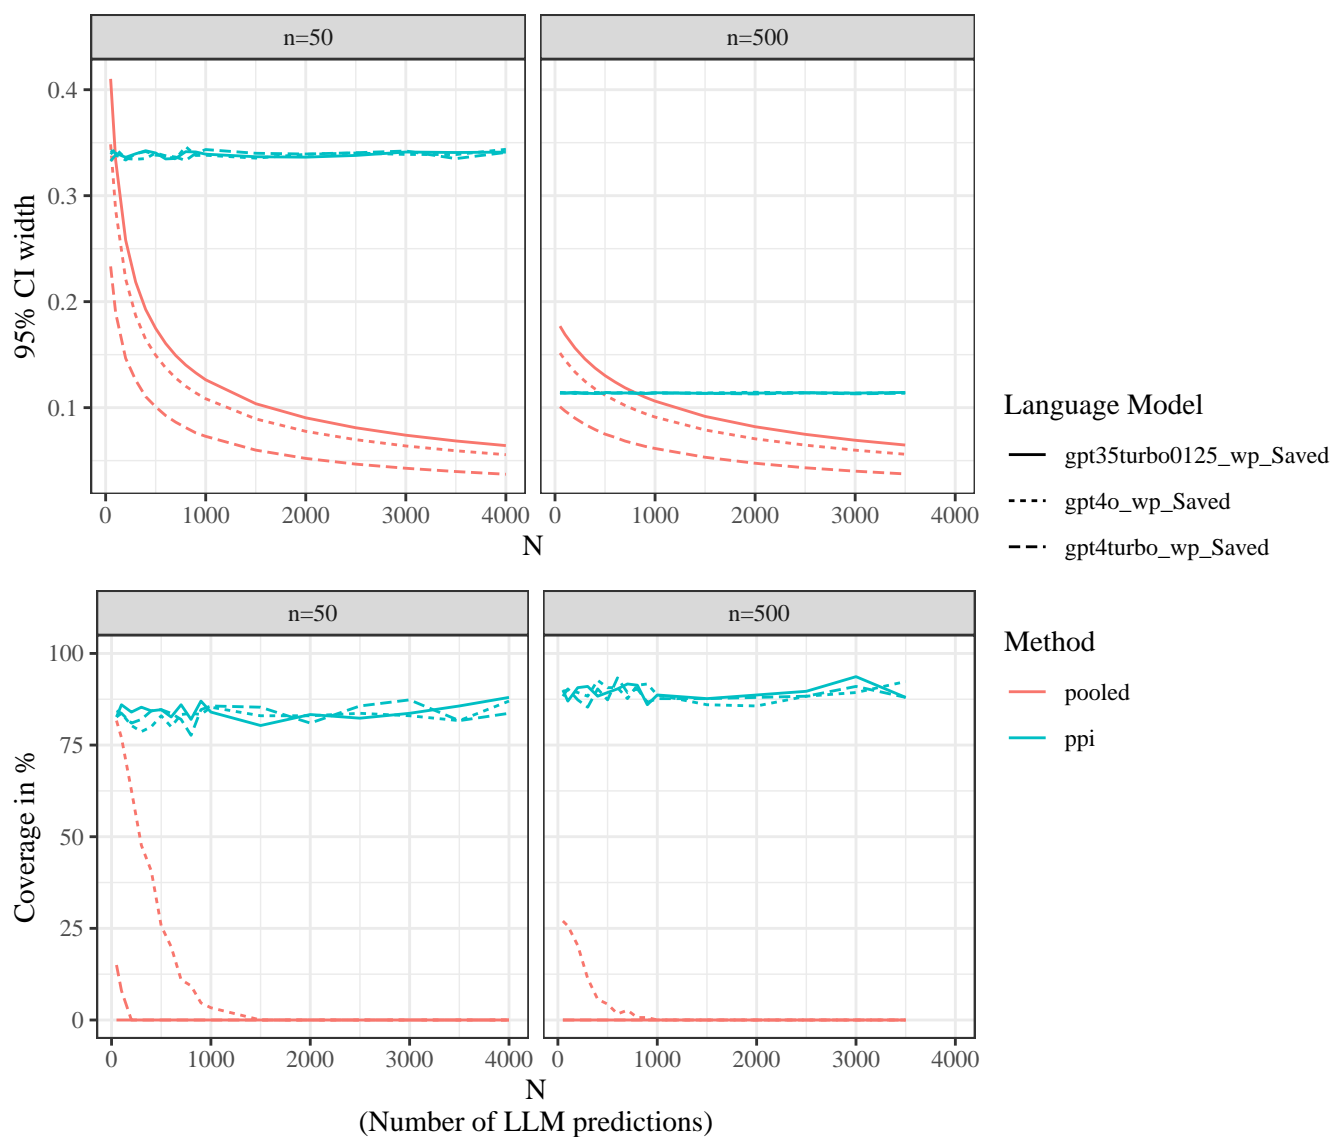 n=50
n=500
0.4
0.3
0.2
0.1
95% CI width
0 1000 2000 3000 4000
0 1000 2000 3000 4000
N
Language Model
gpt35turbo0125_wp_Saved
gpt4o_wp_Saved
gpt4turbo_wp_Saved
Method
pooled
ppi
n=50
n=500
100
75
50
25
0
Coverage in %
0 1000 2000 3000 4000
0 1000 2000 3000 4000
N
(Number of LLM predictions)